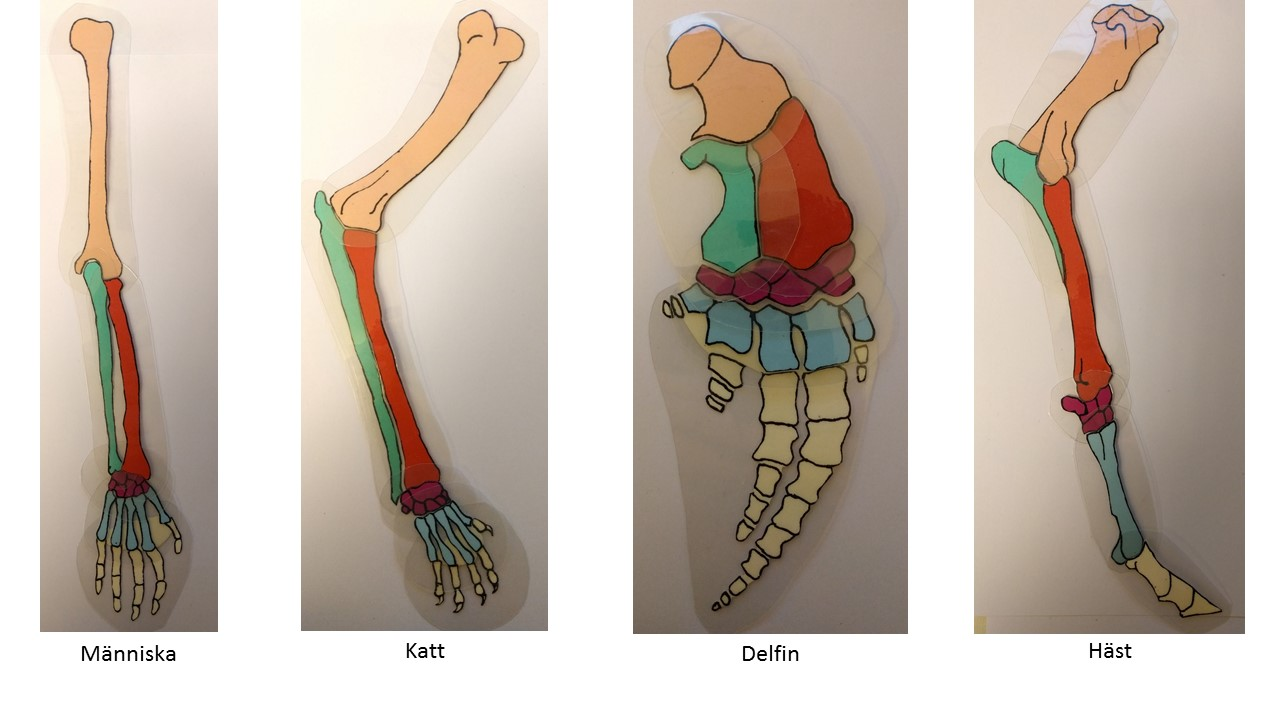 Människa
Katt
Delfin
Häst